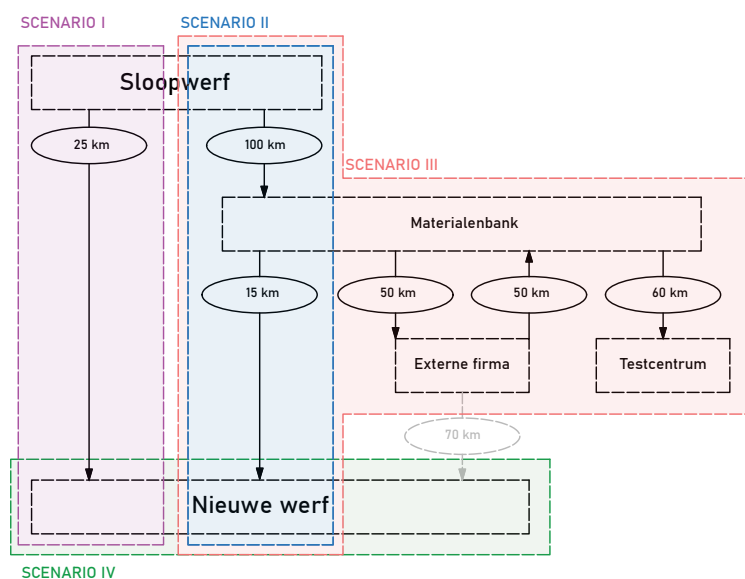 SCENARIO I
SCENARIO II
Sloopwerf
25 km
100 km
SCENARIO III
Materialenbank
15 km
50 km
50 km
60 km
Externe firma
Testcentrum
70 km
Nieuwe werf
SCENARIO IV